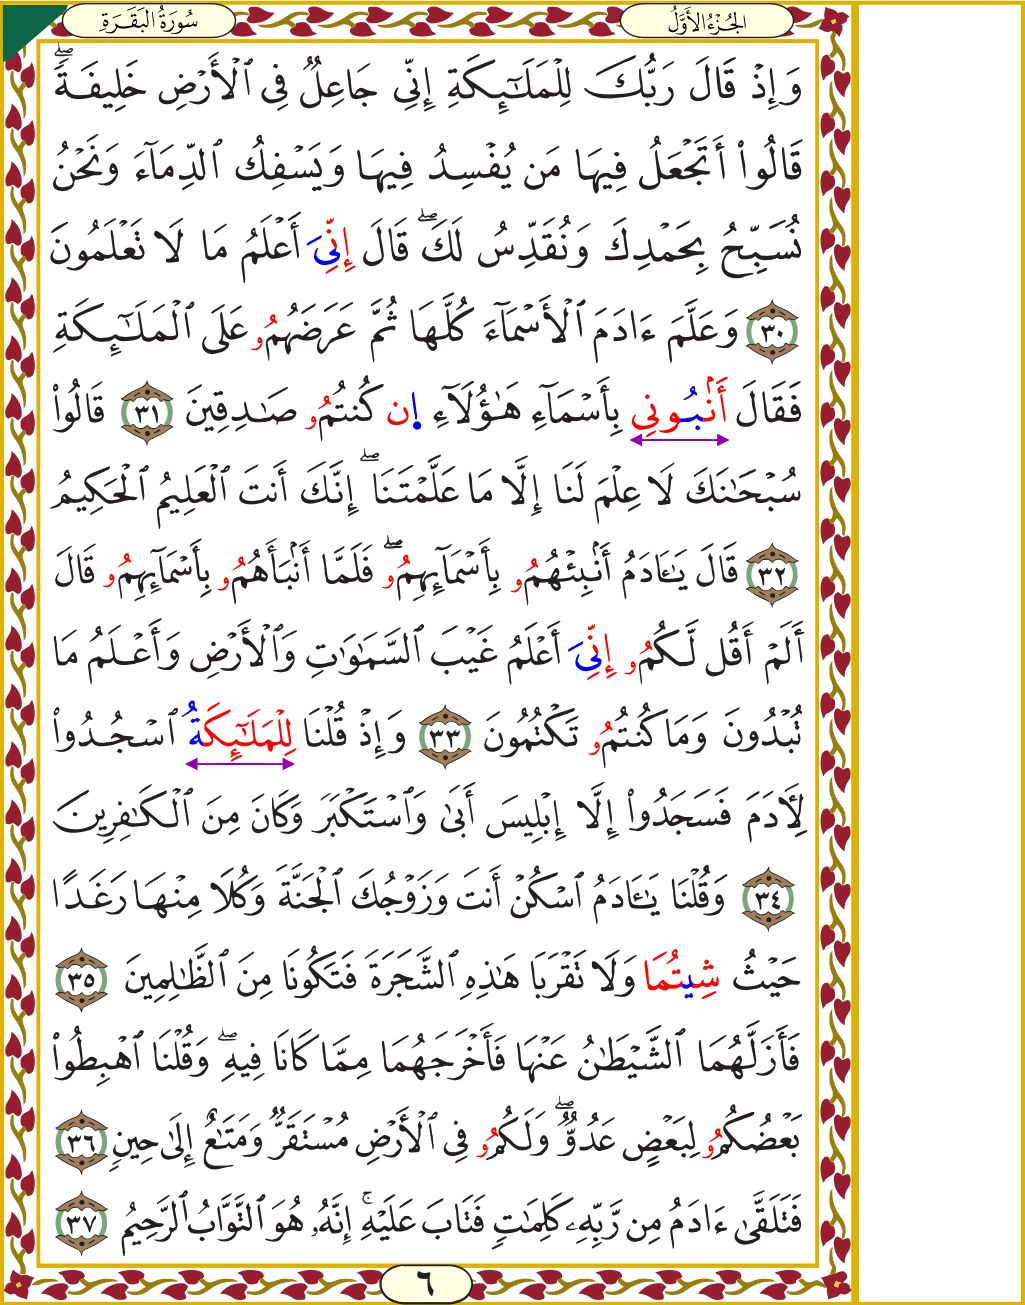 الجُزْءُ الأَوَّلُ
سُورَةُ البَقَرَةِ
وَإِذْ قَالَ رَبُّكَ لِلْمَلَٰٓئِكَةِ إِنِّي جَاعِلٌ فِي ٱلْأَرْضِ خَلِيفَةًۖ
قَالُوٓا۟ أَتَجْعَلُ فِيهَا مَن يُفْسِدُ فِيهَا وَيَسْفِكُ ٱلدِّمَآءَ وَنَحْنُ
نُسَبِّحُ بِحَمْدِكَ وَنُقَدِّسُ لَكَۖ قَالَ إِنِّيَ أَعْلَمُ مَا لَا تَعْلَمُونَ
٣٠ وَعَلَّمَ ءَادَمَ ٱلْأَسْمَآءَ كُلَّهَا ثُمَّ عَرَضَهُمُو عَلَى ٱلْمَلَٰٓئِكَةِ
فَقَالَ أَنۢبُونِي بِأَسْمَآءِ هَٰٓؤُلَآءِ إِن كُنتُمُو صَٰدِقِينَ ٣١ قَالُوا۟
سُبْحَٰنَكَ لَا عِلْمَ لَنَا إِلَّا مَا عَلَّمْتَنَاۖ إِنَّكَ أَنتَ ٱلْعَلِيمُ ٱلْحَكِيمُ
٣٢ قَالَ يَٰٓـَٔادَمُ أَنۢبِئْهُمُو بِأَسْمَآئِهِمُوۖ فَلَمَّا أَنۢبَأَهُمُو بِأَسْمَآئِهِمُو قَالَ
أَلَمْ أَقُل لَّكُمُو إِنِّيَ أَعْلَمُ غَيْبَ ٱلسَّمَٰوَٰتِ وَٱلْأَرْضِ وَأَعْلَمُ مَا
تُبْدُونَ وَمَا كُنتُمُو تَكْتُمُونَ ٣٣ وَإِذْ قُلْنَا لِلْمَلَٰٓئِكَةُ ٱسْجُدُوا۟
لِأٓدَمَ فَسَجَدُوٓا۟ إِلَّا إِبْلِيسَ أَبَىٰ وَٱسْتَكْبَرَ وَكَانَ مِنَ ٱلْكَٰفِرِينَ
٣٤ وَقُلْنَا يَٰٓـَٔادَمُ ٱسْكُنْ أَنتَ وَزَوْجُكَ ٱلْجَنَّةَ وَكُلَا مِنْهَا رَغَدًا
حَيْثُ شِيتُمَا وَلَا تَقْرَبَا هَٰذِهِ ٱلشَّجَرَةَ فَتَكُونَا مِنَ ٱلظَّٰلِمِينَ ٣٥
فَأَزَلَّهُمَا ٱلشَّيْطَٰنُ عَنْهَا فَأَخْرَجَهُمَا مِمَّا كَانَا فِيهِۖ وَقُلْنَا ٱهْبِطُوا۟
بَعْضُكُمُو لِبَعْضٍ عَدُوٌّۖ وَلَكُمُو فِي ٱلْأَرْضِ مُسْتَقَرٌّ وَمَتَٰعٌ إِلَىٰ حِينٍ ٣٦
فَتَلَقَّىٰٓ ءَادَمُ مِن رَّبِّهِۦ كَلِمَٰتٍ فَتَابَ عَلَيْهِۚ إِنَّهُۥ هُوَ ٱلتَّوَّابُ ٱلرَّحِيمُ ٣٧
٦